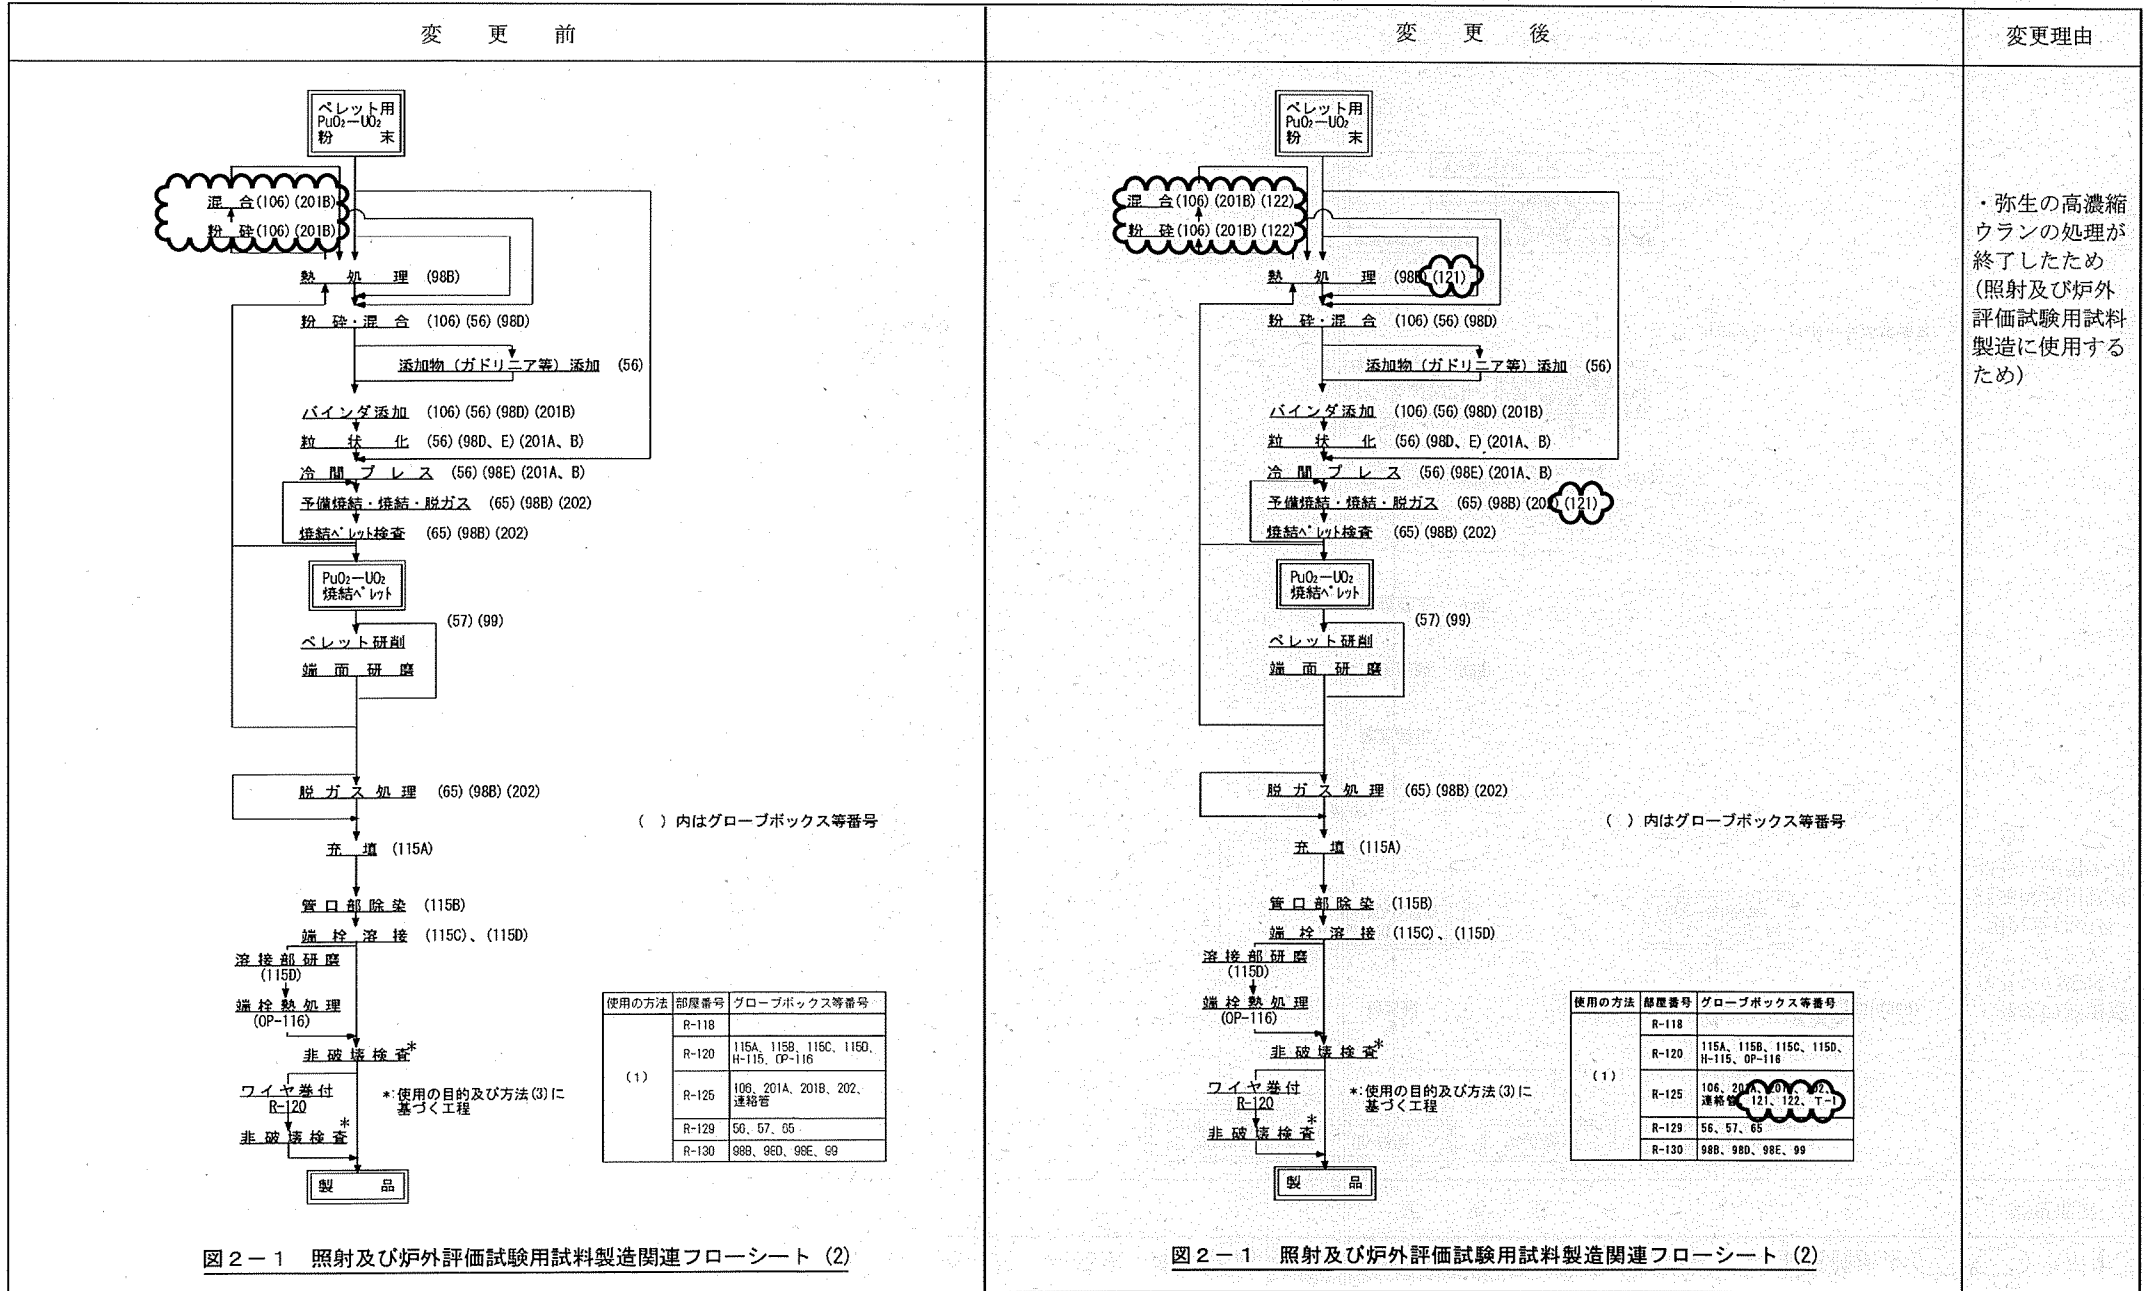 変更前
ペレット用
PuO₂—UO₂
粉末
混合(106)(201B)
粉砕(106)(201B)
熱処理 (98B)
粉砕・混合 (106)(56)(98D)
添加物（ガドリニア等）添加 (56)
バインダ添加 (106)(56)(98D)(201B)
粒状化 (56)(98D、E)(201A、B)
冷間プレス (56)(98E)(201A、B)
予備焼結・焼結・脱ガス (65)(98B)(202)
焼結ペレット検査 (65)(98B)(202)
PuO₂—UO₂
焼結ペレット
(57)(99)
ペレット研削
端面研磨
脱ガス処理 (65)(98B)(202)
（ ）内はグローブボックス等番号
充填 (115A)
管口部除染 (115B)
端栓溶接 (115C)、(115D)
溶接部研磨
(115D)
端栓熱処理
(OP-116)
非破壊検査*
ワイヤ巻付
R-120
非破壊検査*
製品
*:使用の目的及び方法(3)に
基づく工程
使用の方法 部屋番号 グローブボックス等番号
(1)
R-118
R-120 115A、115B、115C、115D、
H-115、OP-116
R-125 106、201A、201B、202、
連絡管
R-129 56、57、65
R-130 98B、98D、98E、99
図２－１ 照射及び炉外評価試験用試料製造関連フローシート (2)
変更後
ペレット用
PuO₂—UO₂
粉末
混合(106)(201B)(122)
粉砕(106)(201B)(122)
熱処理 (98B)(121)
粉砕・混合 (106)(56)(98D)
添加物（ガドリニア等）添加 (56)
バインダ添加 (106)(56)(98D)(201B)
粒状化 (56)(98D、E)(201A、B)
冷間プレス (56)(98E)(201A、B)
予備焼結・焼結・脱ガス (65)(98B)(202)(121)
焼結ペレット検査 (65)(98B)(202)
PuO₂—UO₂
焼結ペレット
(57)(99)
ペレット研削
端面研磨
脱ガス処理 (65)(98B)(202)
（ ）内はグローブボックス等番号
充填 (115A)
管口部除染 (115B)
端栓溶接 (115C)、(115D)
溶接部研磨
(115D)
端栓熱処理
(OP-116)
非破壊検査*
ワイヤ巻付
R-120
非破壊検査*
製品
*:使用の目的及び方法(3)に
基づく工程
使用の方法 部屋番号 グローブボックス等番号
(1)
R-118
R-120 115A、115B、115C、115D、
H-115、OP-116
R-125 106、201A、201B、202、
連絡管、121、122、T-1
R-129 56、57、65
R-130 98B、98D、98E、99
図２－１ 照射及び炉外評価試験用試料製造関連フローシート (2)
変更理由
・弥生の高濃縮
ウランの処理が
終了したため
(照射及び炉外
評価試験用試料
製造に使用する
ため)